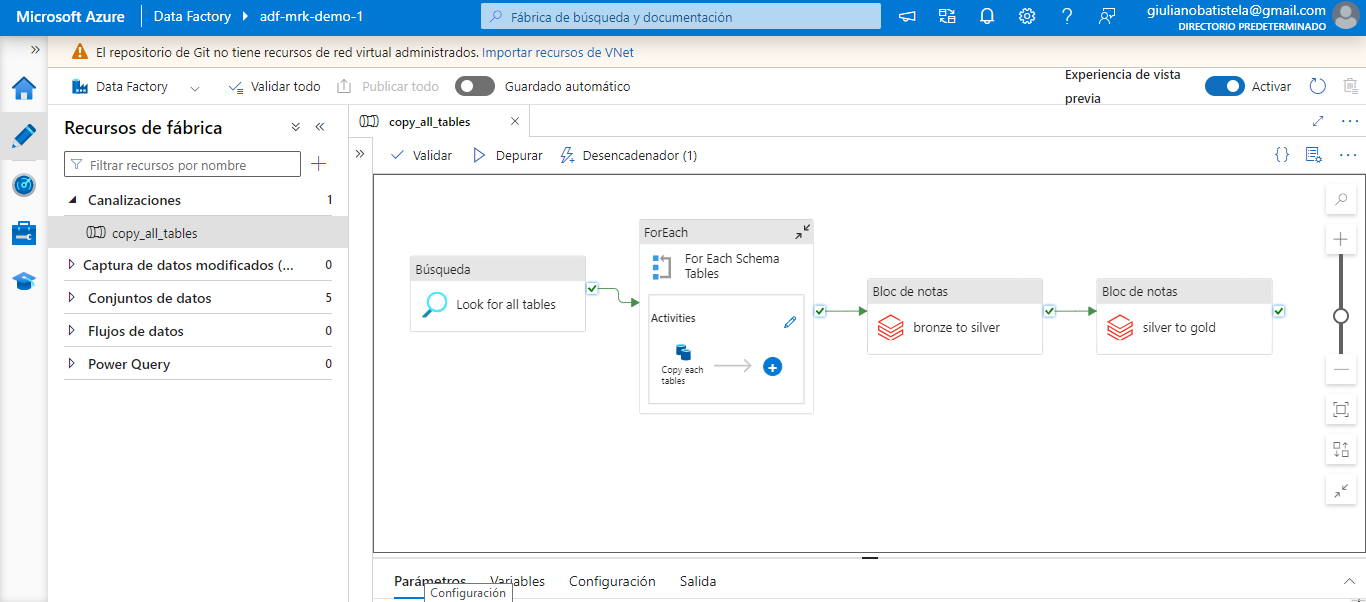 Microsoft Azure
Data Factory
adf-mrk-demo-1
Fábrica de búsqueda y documentación
giulianobatistela@gmail.com
DIRECTORIO PREDETERMINADO
El repositorio de Git no tiene recursos de red virtual administrados. Importar recursos de VNet
Data Factory
Validar todo
Publicar todo
Guardado automático
Experiencia de vista
previa
Activar
Recursos de fábrica
Filtrar recursos por nombre
Canalizaciones 1
copy_all_tables
Captura de datos modificados (... 0
Conjuntos de datos 5
Flujos de datos 0
Power Query 0
copy_all_tables
Validar
Depurar
Desencadenador (1)
Búsqueda
Look for all tables
ForEach
For Each Schema
Tables
Activities
Copy each
tables
Bloc de notas
bronze to silver
Bloc de notas
silver to gold
Parámetros
Variables
Configuración
Salida
Configuración